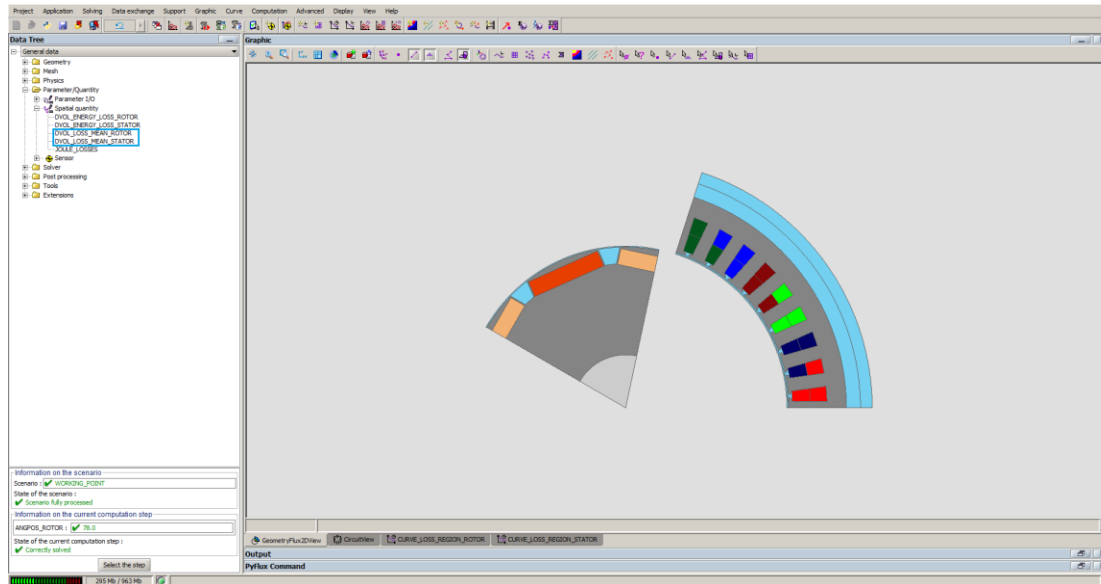 Project Application Solving Data exchange Support Graphic Curve Computation Advanced Display View Help
Data Tree
General data
Geometry
Mesh
Physics
Parameter/Quantity
Parameter I/O
Spatial quantity
DVOL_ENERGY_LOSS_ROTOR
DVOL_ENERGY_LOSS_STATOR
DVOL_LOSS_MEAN_ROTOR
DVOL_LOSS_MEAN_STATOR
JOULE_LOSSES
Sensor
Solver
Post processing
Tools
Extensions
Information on the scenario
Scenario : WORKING_POINT
State of the scenario :
Scenario fully processed
Information on the current computation step
ANGPOS_ROTOR : 78.0
State of the current computation step :
Correctly solved
Select the step
295 Mb / 963 Mb
Graphic
GeometryFlux2DView CircuitView CURVE_LOSS_REGION_ROTOR CURVE_LOSS_REGION_STATOR
Output
PyFlux Command